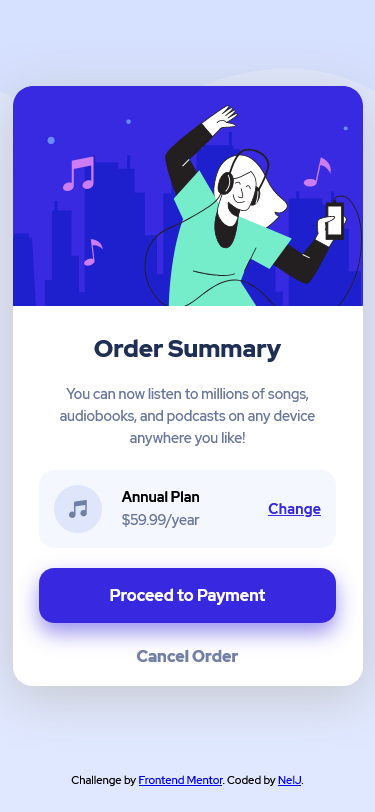 Order Summary
You can now listen to millions of songs,
audiobooks, and podcasts on any device
anywhere you like!
Annual Plan
$59.99/year
Change
Proceed to Payment
Cancel Order
Challenge by Frontend Mentor. Coded by NelJ.